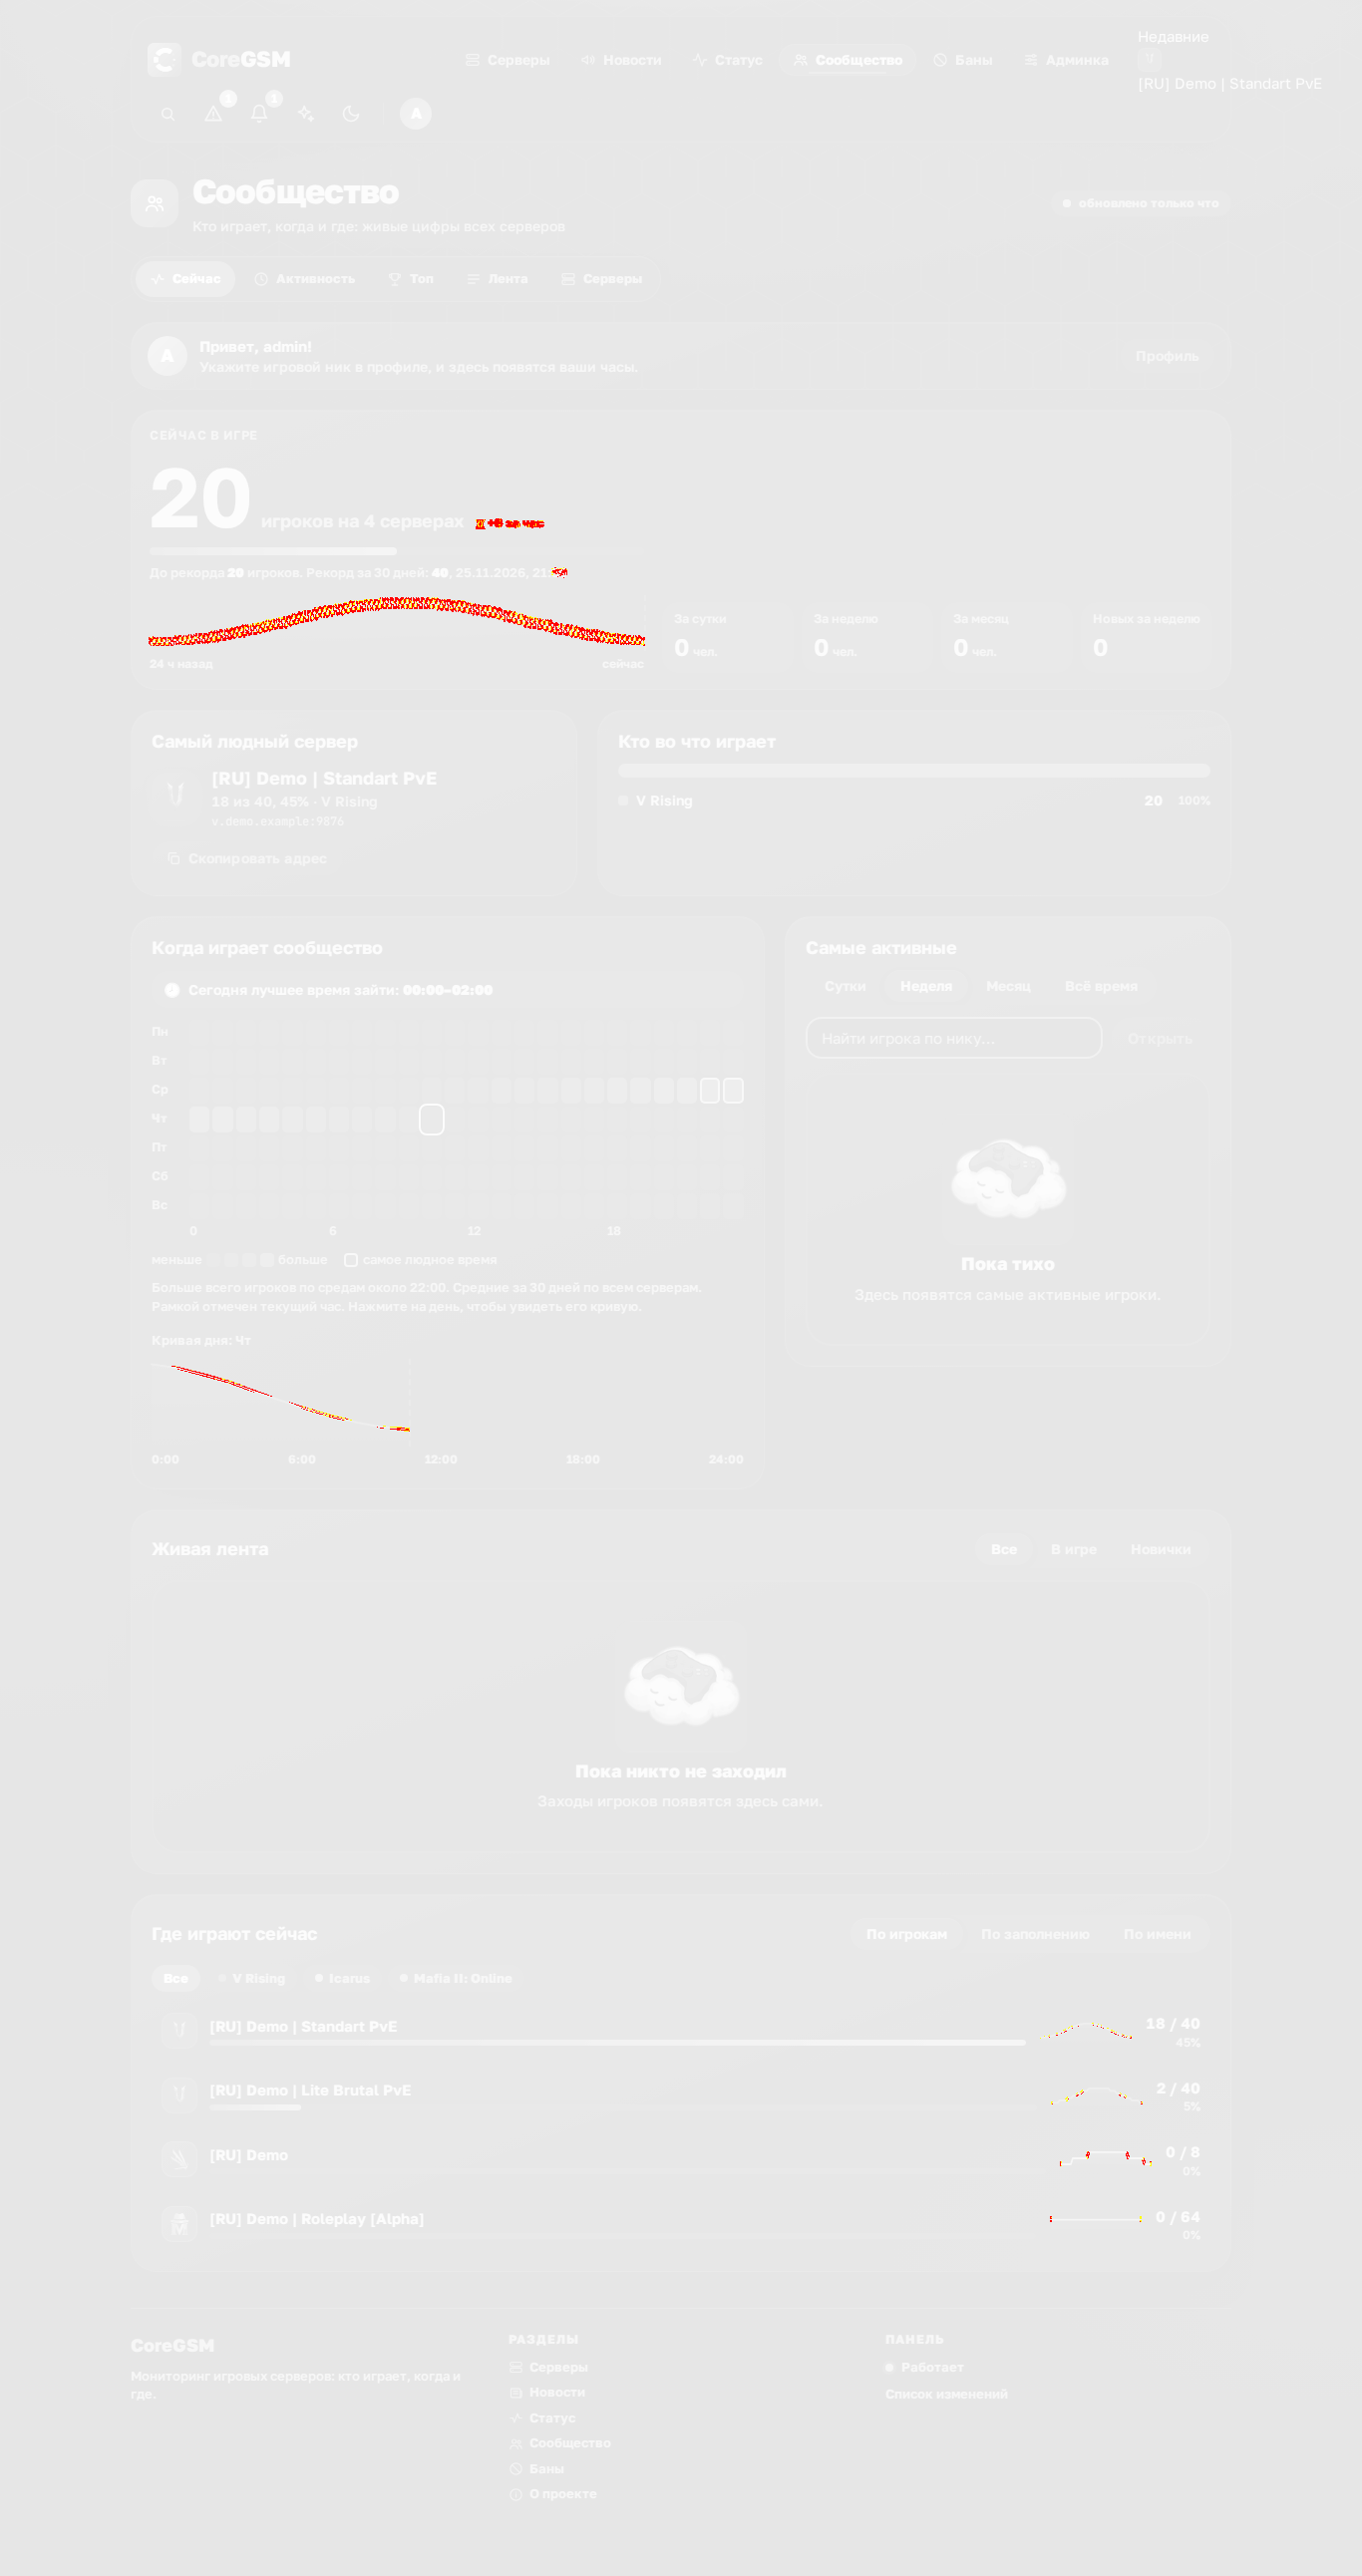 CoreGSM
Серверы
Новости
Статус
Сообщество
Баны
Админка
Недавние
[RU] Demo | Standart PvE
1
1
A
Сообщество
Кто играет, когда и где: живые цифры всех серверов
обновлено только что
Сейчас
Активность
Топ
Лента
Серверы
A
Привет, admin!
Укажите игровой ник в профиле, и здесь появятся ваши часы.
Профиль
СЕЙЧАС В ИГРЕ
20 игроков на 4 серверах
за час
До рекорда 20 игроков. Рекорд за 30 дней: 40, 25.11.2026, 21:
24 ч назад
сейчас
За сутки
0 чел.
За неделю
0 чел.
За месяц
0 чел.
Новых за неделю
0
Самый людный сервер
[RU] Demo | Standart PvE
18 из 40, 45% · V Rising
v.demo.example:9876
Скопировать адрес
Кто во что играет
V Rising
20
100%
Когда играет сообщество
Сегодня лучшее время зайти: 00:00–02:00
Пн
Вт
Ср
Чт
Пт
Сб
Вс
0
6
12
18
меньше
больше
самое людное время
Больше всего игроков по средам около 22:00. Средние за 30 дней по всем серверам.
Рамкой отмечен текущий час. Нажмите на день, чтобы увидеть его кривую.
Кривая дня: Чт
0:00
6:00
12:00
18:00
24:00
Самые активные
Сутки
Неделя
Месяц
Всё время
Найти игрока по нику...
Открыть
Пока тихо
Здесь появятся самые активные игроки.
Живая лента
Все
В игре
Новички
Пока никто не заходил
Заходы игроков появятся здесь сами.
Где играют сейчас
По игрокам
По заполнению
По имени
Все
V Rising
Icarus
Mafia II: Online
[RU] Demo | Standart PvE
18 / 40
45%
[RU] Demo | Lite Brutal PvE
2 / 40
5%
[RU] Demo
0 / 8
0%
[RU] Demo | Roleplay [Alpha]
0 / 64
0%
CoreGSM
Мониторинг игровых серверов: кто играет, когда и
где.
РАЗДЕЛЫ
Серверы
Новости
Статус
Сообщество
Баны
О проекте
ПАНЕЛЬ
Работает
Список изменений